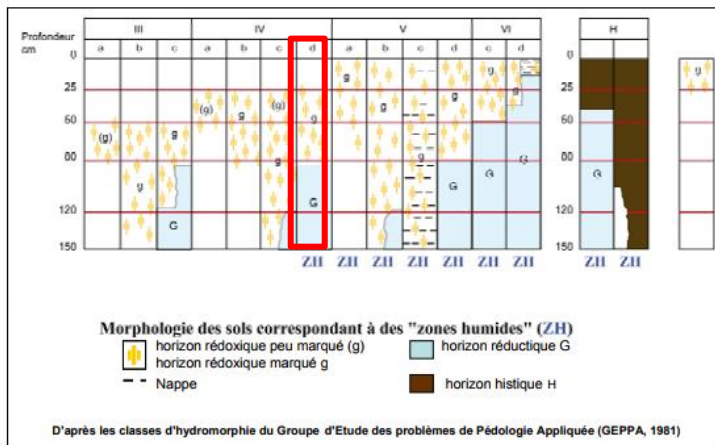 III IV V VI H
Profondeur
cm
a b c a b c d a b c d c d
0 0
25 25
60 60
80 80
120 120
150 150
(g) g g G (g) g (g) g g G g g g g G g G g G g G g
ZH ZH ZH ZH ZH ZH ZH ZH ZH
Morphologie des sols correspondant à des "zones humides" (ZH)
horizon rédoxique peu marqué (g) horizon réductique G
horizon rédoxique marqué g
Nappe horizon histique H
D'après les classes d'hydromorphie du Groupe d'Etude des problèmes de Pédologie Appliquée (GEPPA, 1981)